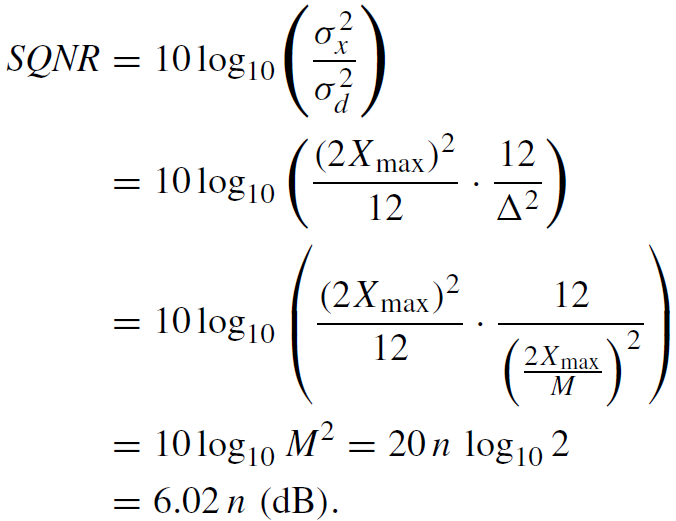 SQNR = 10 log₁₀ (σₓ² / σ_d²)
= 10 log₁₀ ((2X_max)² / 12 · 12 / Δ²)
= 10 log₁₀ ((2X_max)² / 12 · 12 / (2X_max / M)²)
= 10 log₁₀ M² = 20 n log₁₀ 2
= 6.02 n (dB).